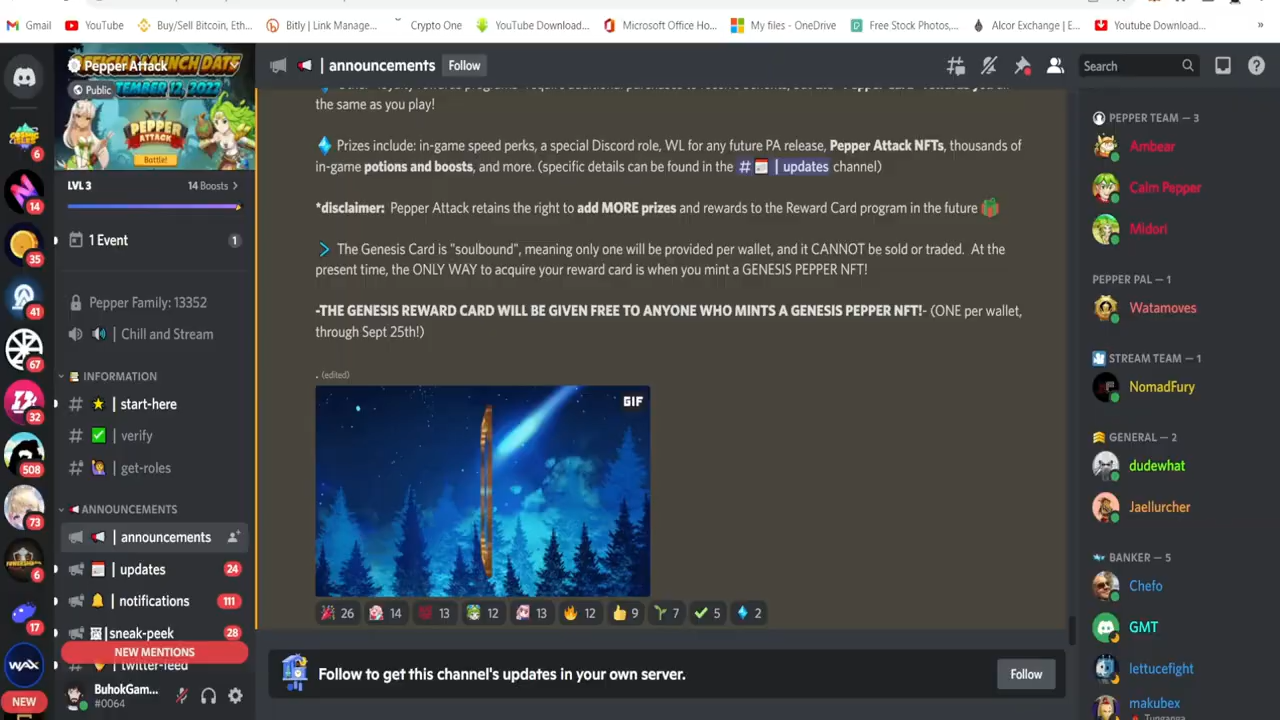 Gmail
YouTube
Buy/Sell Bitcoin, Eth...
Bitly | Link Manage...
Crypto One
YouTube Download...
Microsoft Office Ho...
My files - OneDrive
Free Stock Photos,...
Alcor Exchange | E...
Youtube Download...
»
Pepper Attack
OFFICIAL LAUNCH DATE
TEMBER 12, 2022
Public
PEPPER
ATTACK
Battle!
LVL 3
14 Boosts
1 Event
1
Pepper Family: 13352
| Chill and Stream
INFORMATION
| start-here
| verify
| get-roles
ANNOUNCEMENTS
| announcements
| updates
24
| notifications
111
| sneak-peek
28
NEW MENTIONS
| twitter-feed
BuhokGam...
#0064
6
14
35
41
67
32
508
73
6
17
WAX
NEW
| announcements
Follow
Search
the same as you play!
Prizes include: in-game speed perks, a special Discord role, WL for any future PA release, Pepper Attack NFTs, thousands of
in-game potions and boosts, and more. (specific details can be found in the # | updates channel)
*disclaimer: Pepper Attack retains the right to add MORE prizes and rewards to the Reward Card program in the future
The Genesis Card is "soulbound", meaning only one will be provided per wallet, and it CANNOT be sold or traded. At the
present time, the ONLY WAY to acquire your reward card is when you mint a GENESIS PEPPER NFT!
-THE GENESIS REWARD CARD WILL BE GIVEN FREE TO ANYONE WHO MINTS A GENESIS PEPPER NFT!- (ONE per wallet,
through Sept 25th!)
. (edited)
GIF
26
14
13
12
13
12
9
7
5
2
Follow to get this channel's updates in your own server.
Follow
PEPPER TEAM — 3
Ambear
Calm Pepper
Midori
PEPPER PAL — 1
Watamoves
STREAM TEAM — 1
NomadFury
GENERAL — 2
dudewhat
Jaellurcher
BANKER — 5
Chefo
GMT
lettucefight
makubex